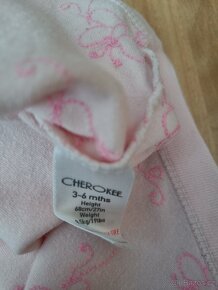 CHEROKEE
3-6 mths
Height
68cm/27in
Weight